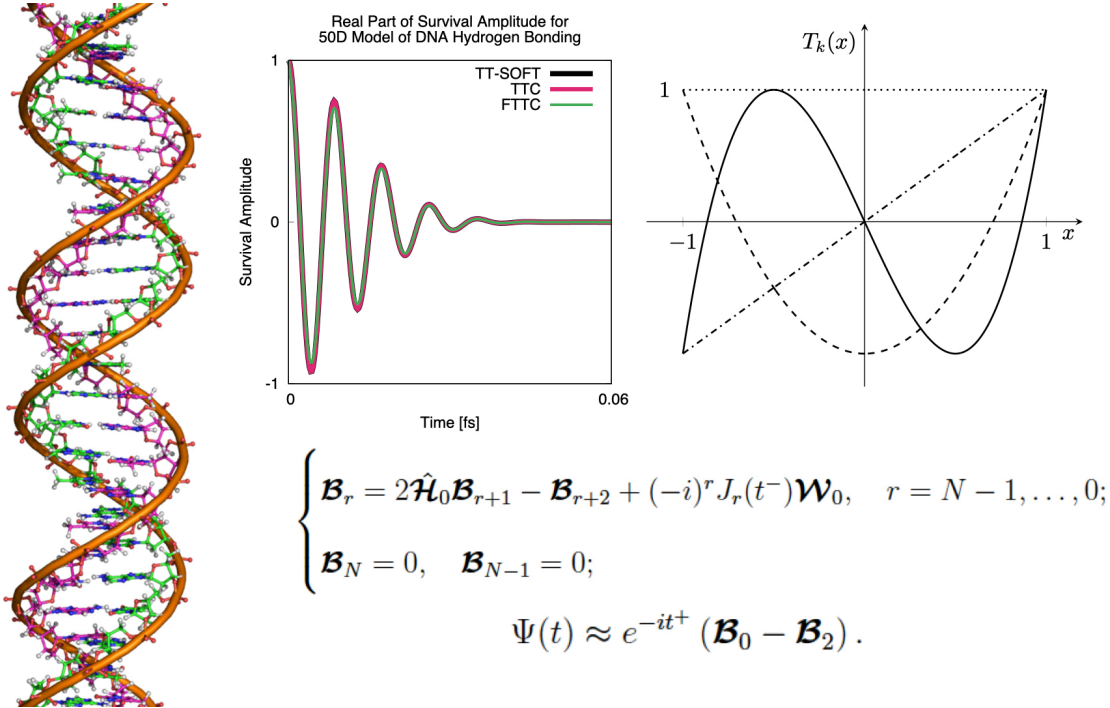 Real Part of Survival Amplitude for
50D Model of DNA Hydrogen Bonding
TT-SOFT
TTC
FTTC
1
0
-1
Survival Amplitude
0
0.06
Time [fs]
T_k(x)
1
−1
1
x
𝓑_r = 2𝓗̂_0𝓑_{r+1} − 𝓑_{r+2} + (−i)^r J_r(t^−)𝓦_0, r = N − 1, . . . , 0;
𝓑_N = 0, 𝓑_{N−1} = 0;
Ψ(t) ≈ e^{−it^+} (𝓑_0 − 𝓑_2) .